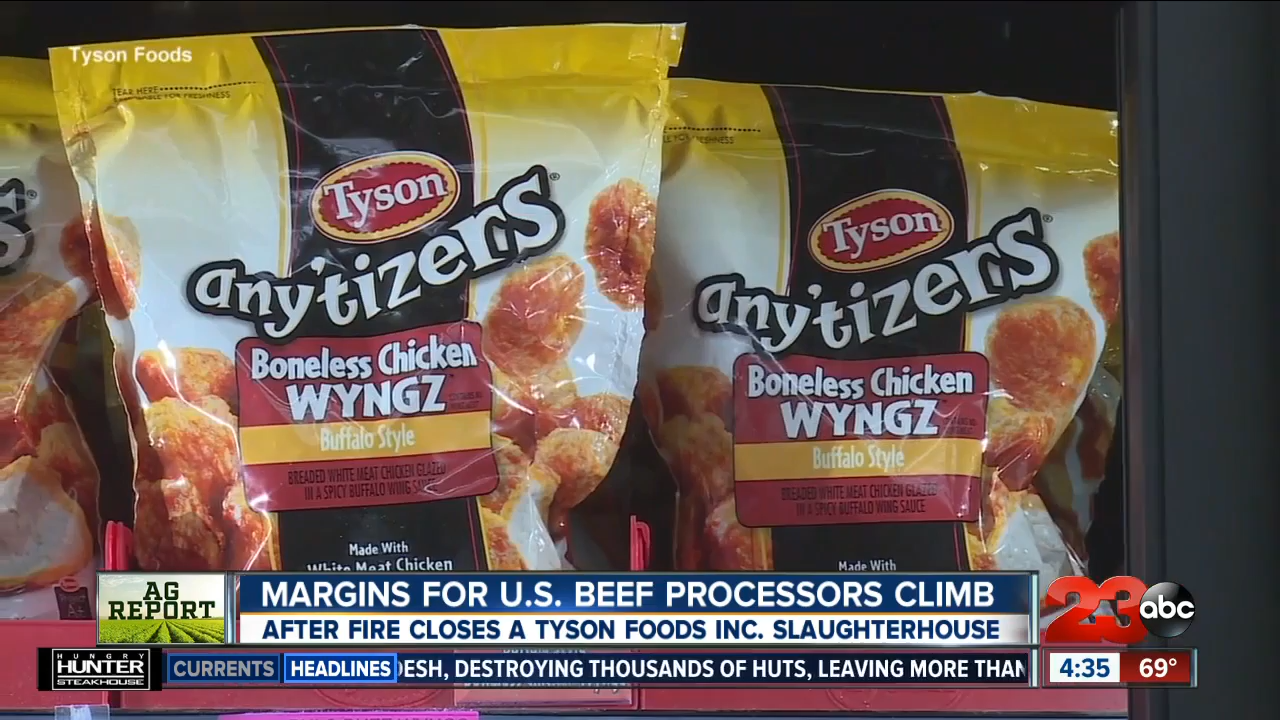 Tyson Foods
TEAR HERE
Tyson
any'tizers®
Boneless Chicken
WYNGZ
Buffalo Style
BREADED WHITE MEAT CHICKEN GLAZED
IN A SPICY BUFFALO WING SAUCE
Made With
White Meat Chicken
FRESHNESS
Tyson
any'tizers®
Boneless Chicken
WYNGZ
Buffalo Style
BREADED WHITE MEAT CHICKEN GLAZED
IN A SPICY BUFFALO WING SAUCE
Made With
s®
AG
REPORT
MARGINS FOR U.S. BEEF PROCESSORS CLIMB
AFTER FIRE CLOSES A TYSON FOODS INC. SLAUGHTERHOUSE
23 abc
HUNGRY
HUNTER
STEAKHOUSE
CURRENTS HEADLINES DESH, DESTROYING THOUSANDS OF HUTS, LEAVING MORE THAN
4:35 69°